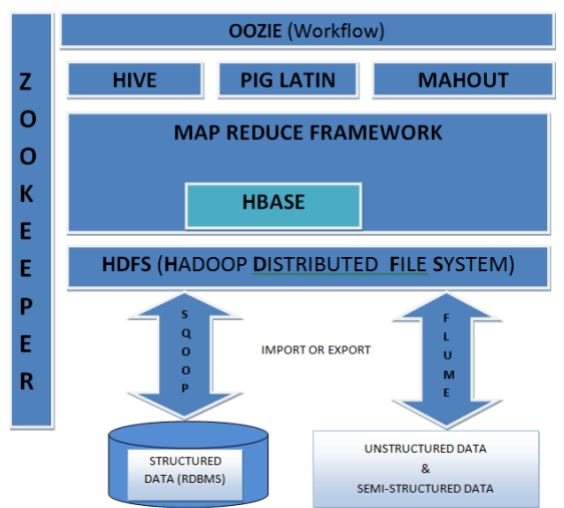 ZOOKEEPER
OOZIE (Workflow)
HIVE
PIG LATIN
MAHOUT
MAP REDUCE FRAMEWORK
HBASE
HDFS (HADOOP DISTRIBUTED FILE SYSTEM)
SQOOP
IMPORT OR EXPORT
FLUME
STRUCTURED
DATA (RDBMS)
UNSTRUCTURED DATA
&
SEMI-STRUCTURED DATA